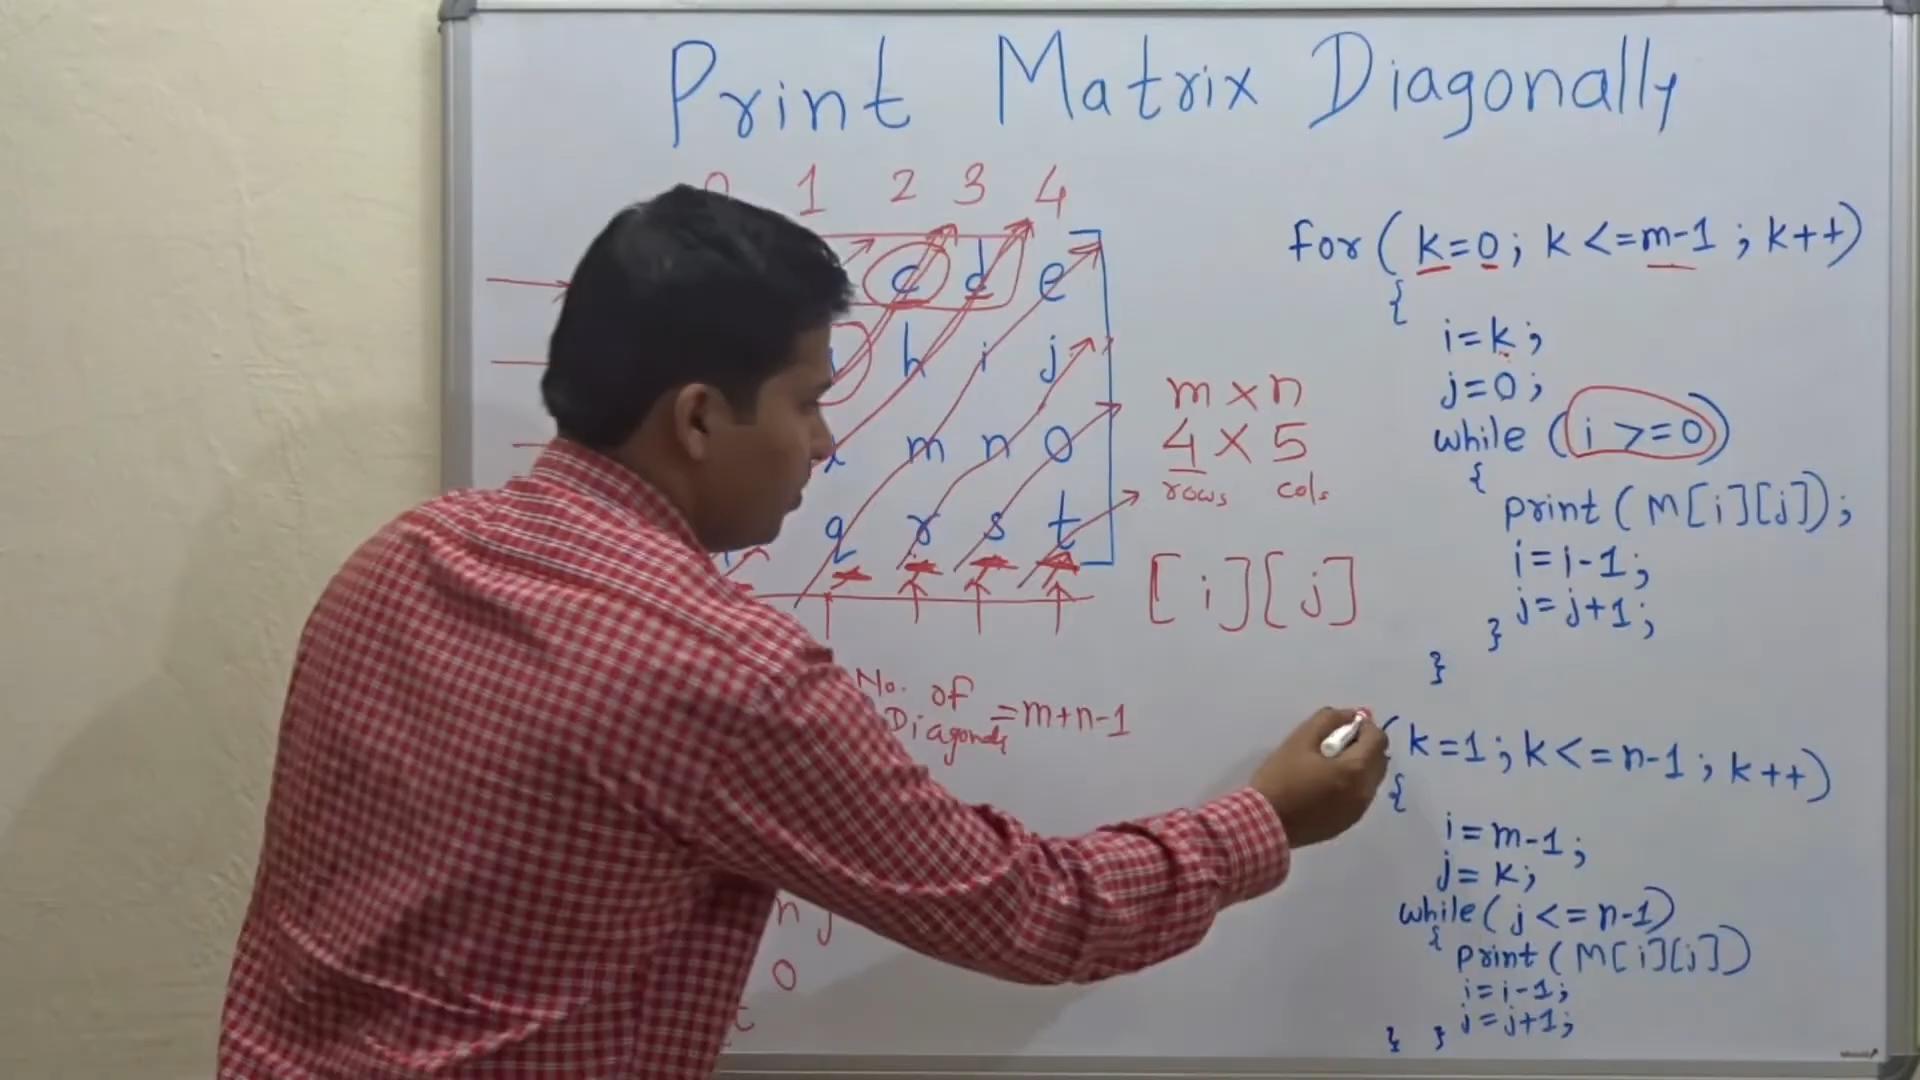 Print Matrix Diagonally
1 2 3 4
c d e
h i j
m n o
q r s t
m × n
4 × 5
rows cols
[i][j]
No. of
Diagonals = m+n-1
n j
o
t
for ( k=0; k <=m-1 ; k++)
{
i=k;
j=0;
while (i >=0)
{
print ( M[i][j]);
i=i-1;
j=j+1;
}
}
( k=1; k<=n-1; k++)
{
i=m-1;
j=k;
while( j<=n-1)
{
print ( M[i][j])
i=i-1;
j=j+1;
} }